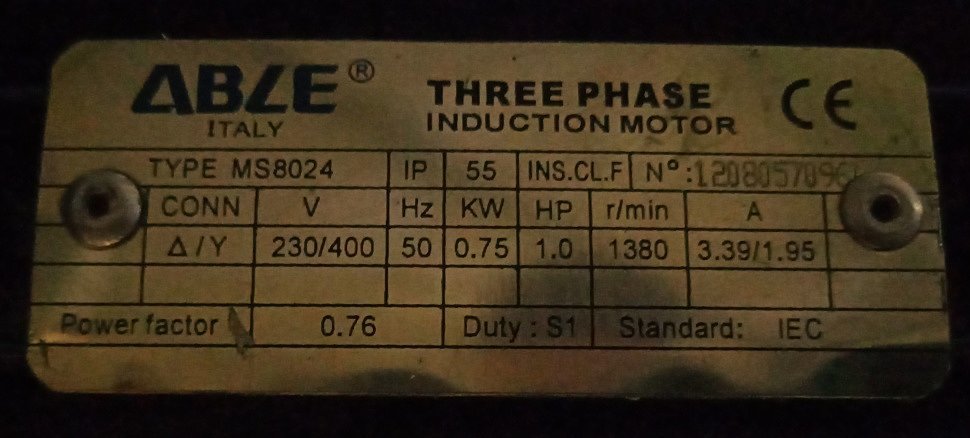 ABLE®
ITALY
THREE PHASE
INDUCTION MOTOR
CE
TYPE MS8024 IP 55 INS.CL.F Nº:
CONN V Hz KW HP r/min A
Δ/Y 230/400 50 0.75 1.0 1380 3.39/1.95
Power factor 0.76 Duty : S1 Standard: IEC